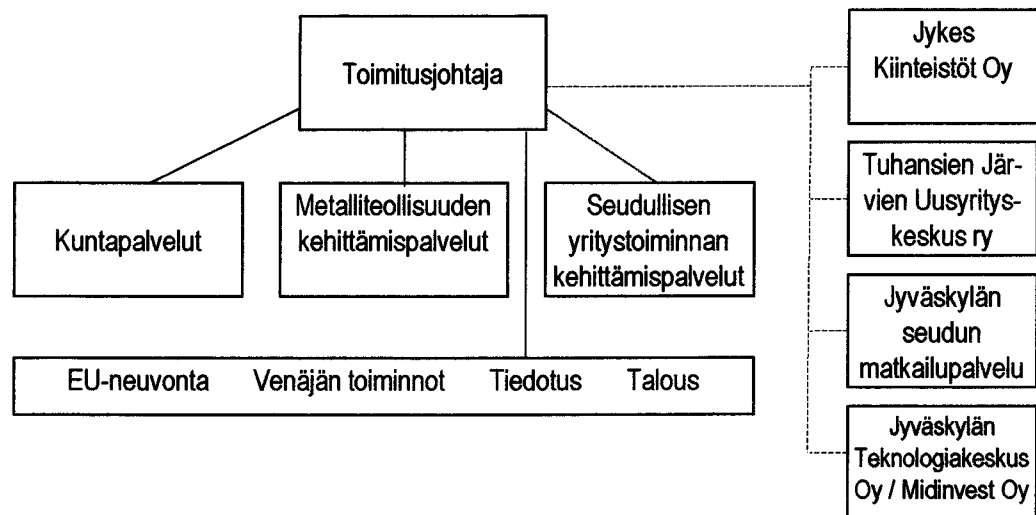 Toimitusjohtaja
Kuntapalvelut
Metalliteollisuuden
kehittämispalvelut
Seudullisen
yritystoiminnan
kehittämispalvelut
EU-neuvonta Venäjän toiminnot Tiedotus Talous
Jykes
Kiinteistöt Oy
Tuhansien Jär-
vien Uusyritys-
keskus ry
Jyväskylän
seudun
matkailupalvelu
Jyväskylän
Teknologiakeskus
Oy / Midinvest Oy